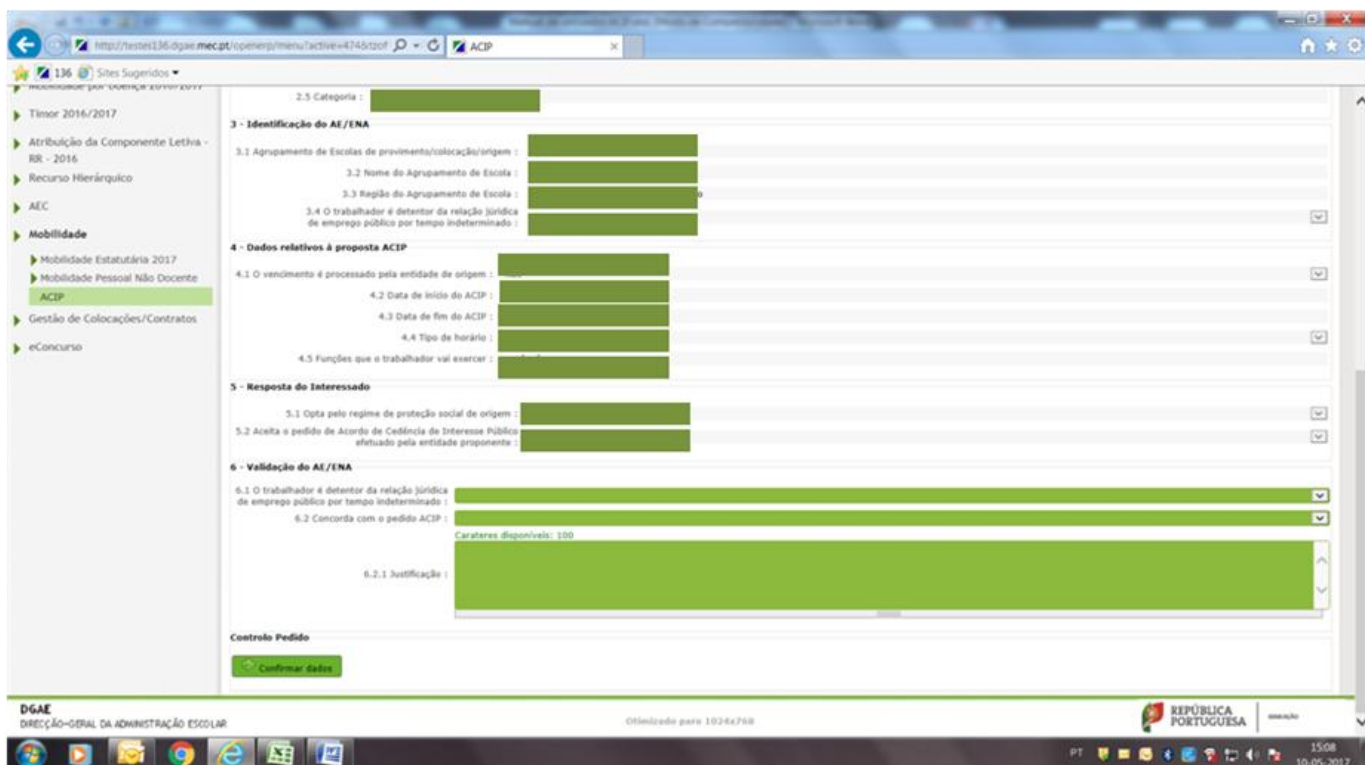 http://testes136.dgae.mec.pt/openerp/menu?active=474&tzof
ACIP
136
Sites Sugeridos
Mobilidade por Doença 2016/2017
Timor 2016/2017
Atribuição da Componente Letiva -
RR - 2016
Recurso Hierárquico
AEC
Mobilidade
Mobilidade Estatutária 2017
Mobilidade Pessoal Não Docente
ACIP
Gestão de Colocações/Contratos
eConcurso
2.5 Categoria :
3 - Identificação do AE/ENA
3.1 Agrupamento de Escolas de provimento/colocação/origem :
3.2 Nome do Agrupamento de Escola :
3.3 Região do Agrupamento de Escola :
3.4 O trabalhador é detentor da relação júridica
de emprego público por tempo indeterminado :
4 - Dados relativos à proposta ACIP
4.1 O vencimento é processado pela entidade de origem :
4.2 Data de início do ACIP :
4.3 Data de fim do ACIP :
4.4 Tipo de horário :
4.5 Funções que o trabalhador vai exercer :
5 - Resposta do Interessado
5.1 Opta pelo regime de proteção social de origem :
5.2 Aceita o pedido de Acordo de Cedência de Interesse Público
efetuado pela entidade proponente :
6 - Validação do AE/ENA
6.1 O trabalhador é detentor da relação júridica
de emprego público por tempo indeterminado :
6.2 Concorda com o pedido ACIP :
Carateres disponíveis: 100
6.2.1 Justificação :
Controlo Pedido
Confirmar dados
DGAE
DIRECÇÃO-GERAL DA ADMINISTRAÇÃO ESCOLAR
Otimizado para 1024x768
REPÚBLICA
PORTUGUESA
EDUCAÇÃO
PT
15:08
10-05-2017